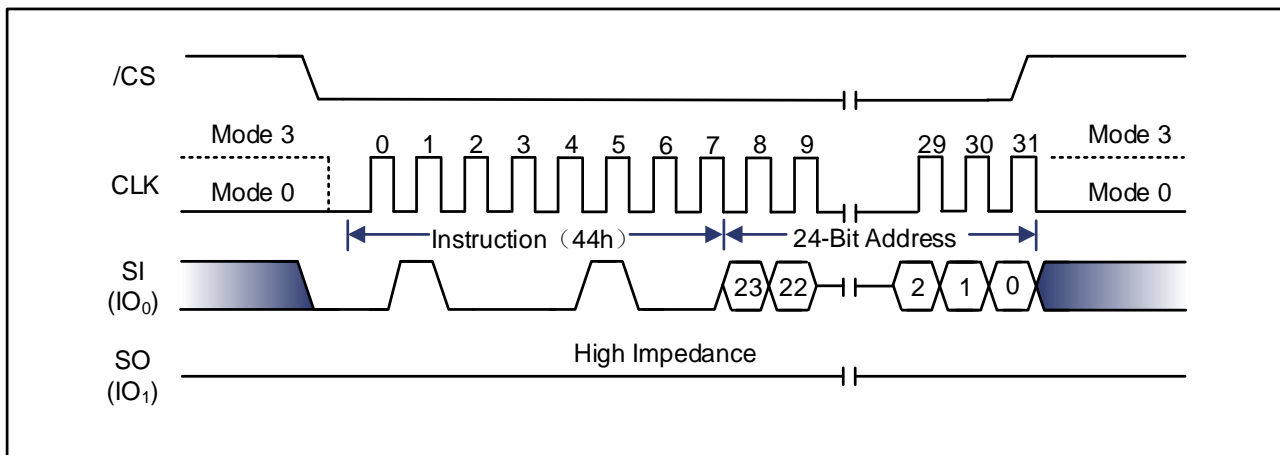 /CS
Mode 3 0 1 2 3 4 5 6 7 8 9 29 30 31 Mode 3
CLK Mode 0 Mode 0
Instruction（44h） 24-Bit Address
SI
(IO₀) 23 22 2 1 0
High Impedance
SO
(IO₁)